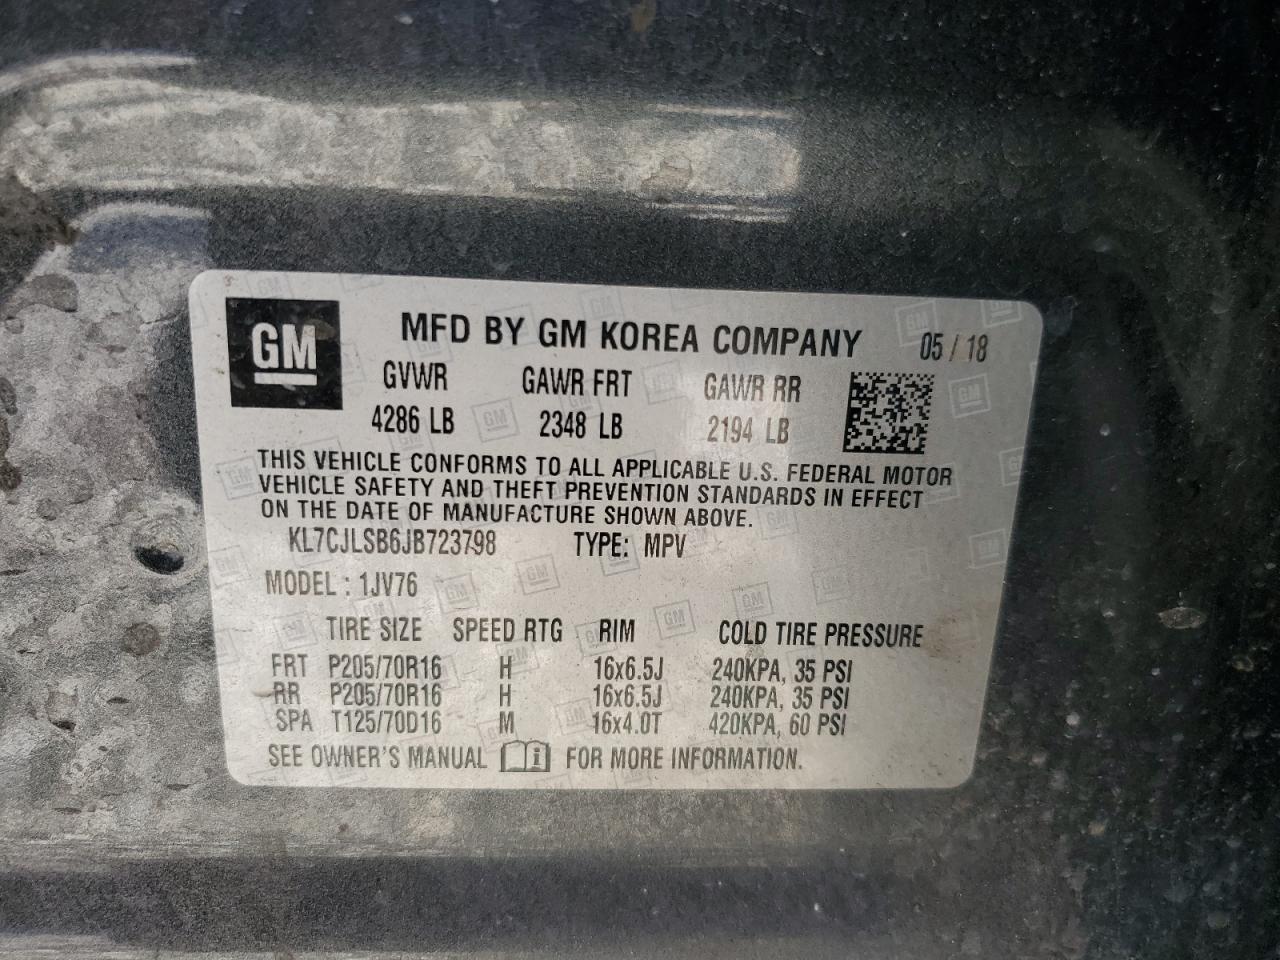 GM MFD BY GM KOREA COMPANY 05 / 18
GVWR GAWR FRT GAWR RR
4286 LB 2348 LB 2194 LB
THIS VEHICLE CONFORMS TO ALL APPLICABLE U.S. FEDERAL MOTOR
VEHICLE SAFETY AND THEFT PREVENTION STANDARDS IN EFFECT
ON THE DATE OF MANUFACTURE SHOWN ABOVE.
KL7CJLSB6JB723798 TYPE: MPV
MODEL : 1JV76
TIRE SIZE SPEED RTG RIM COLD TIRE PRESSURE
FRT P205/70R16 H 16x6.5J 240KPA, 35 PSI
RR P205/70R16 H 16x6.5J 240KPA, 35 PSI
SPA T125/70D16 M 16x4.0T 420KPA, 60 PSI
SEE OWNER'S MANUAL i FOR MORE INFORMATION.